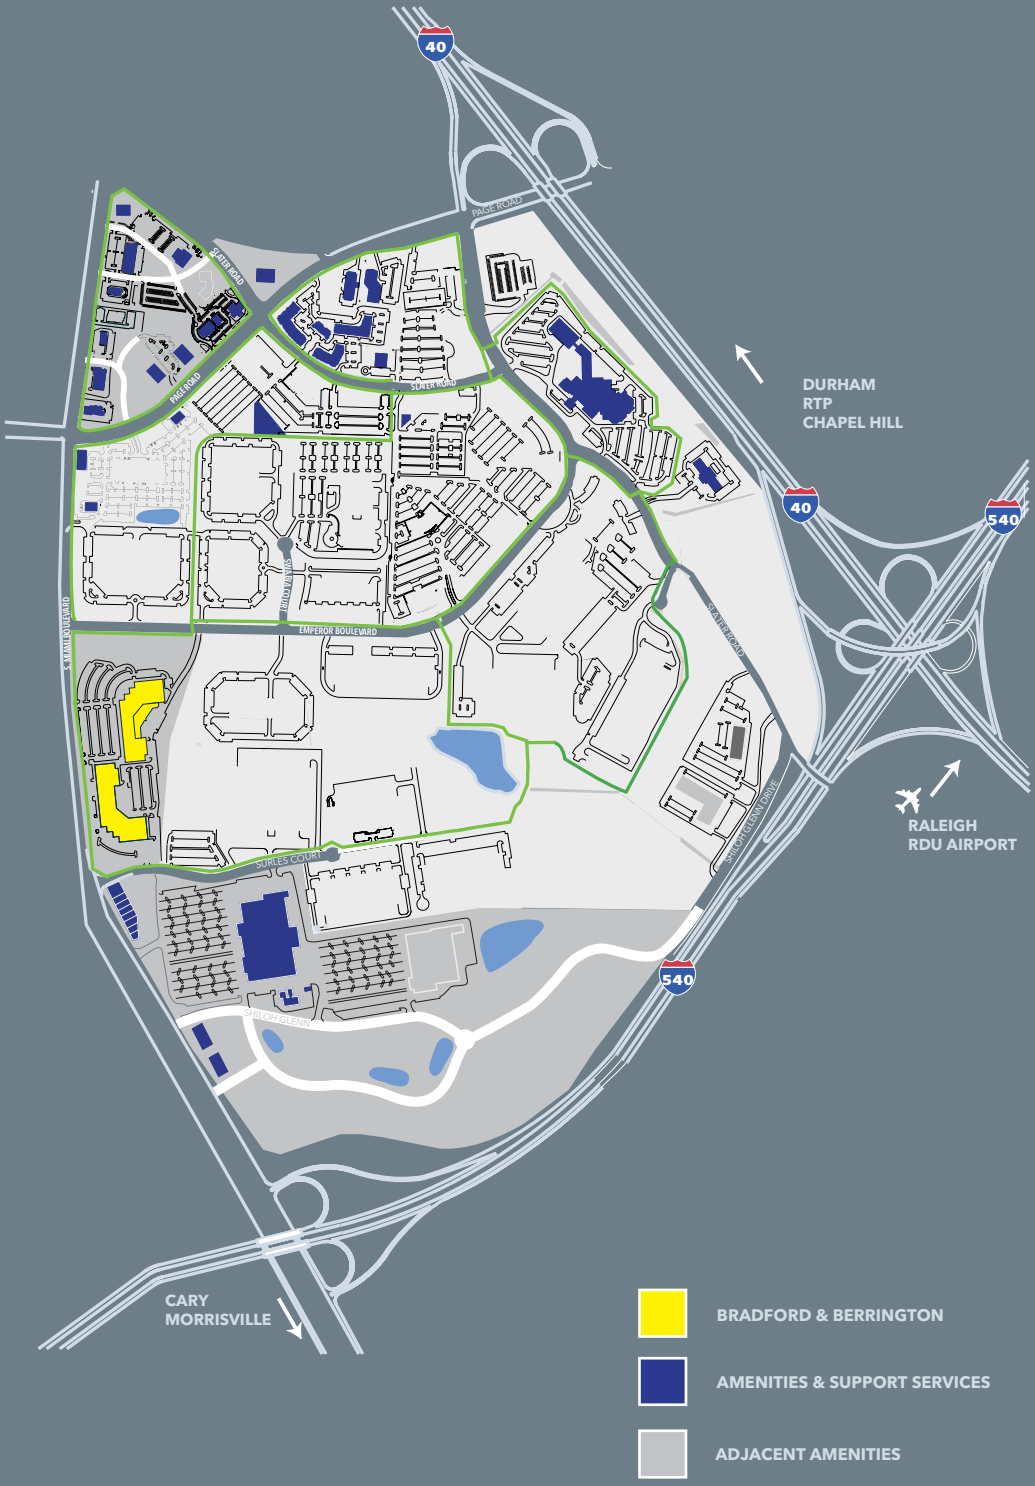 40
PAGE ROAD
SLATER ROAD
SLATER ROAD
PAGE ROAD
DURHAM
RTP
CHAPEL HILL
40
540
SWABIA COURT
S. MIAMI BOULEVARD
EMPEROR BOULEVARD
SLATER ROAD
SHILOH GLENN DRIVE
RALEIGH
RDU AIRPORT
SURLES COURT
540
SHILOH GLENN
CARY
MORRISVILLE
BRADFORD & BERRINGTON
AMENITIES & SUPPORT SERVICES
ADJACENT AMENITIES